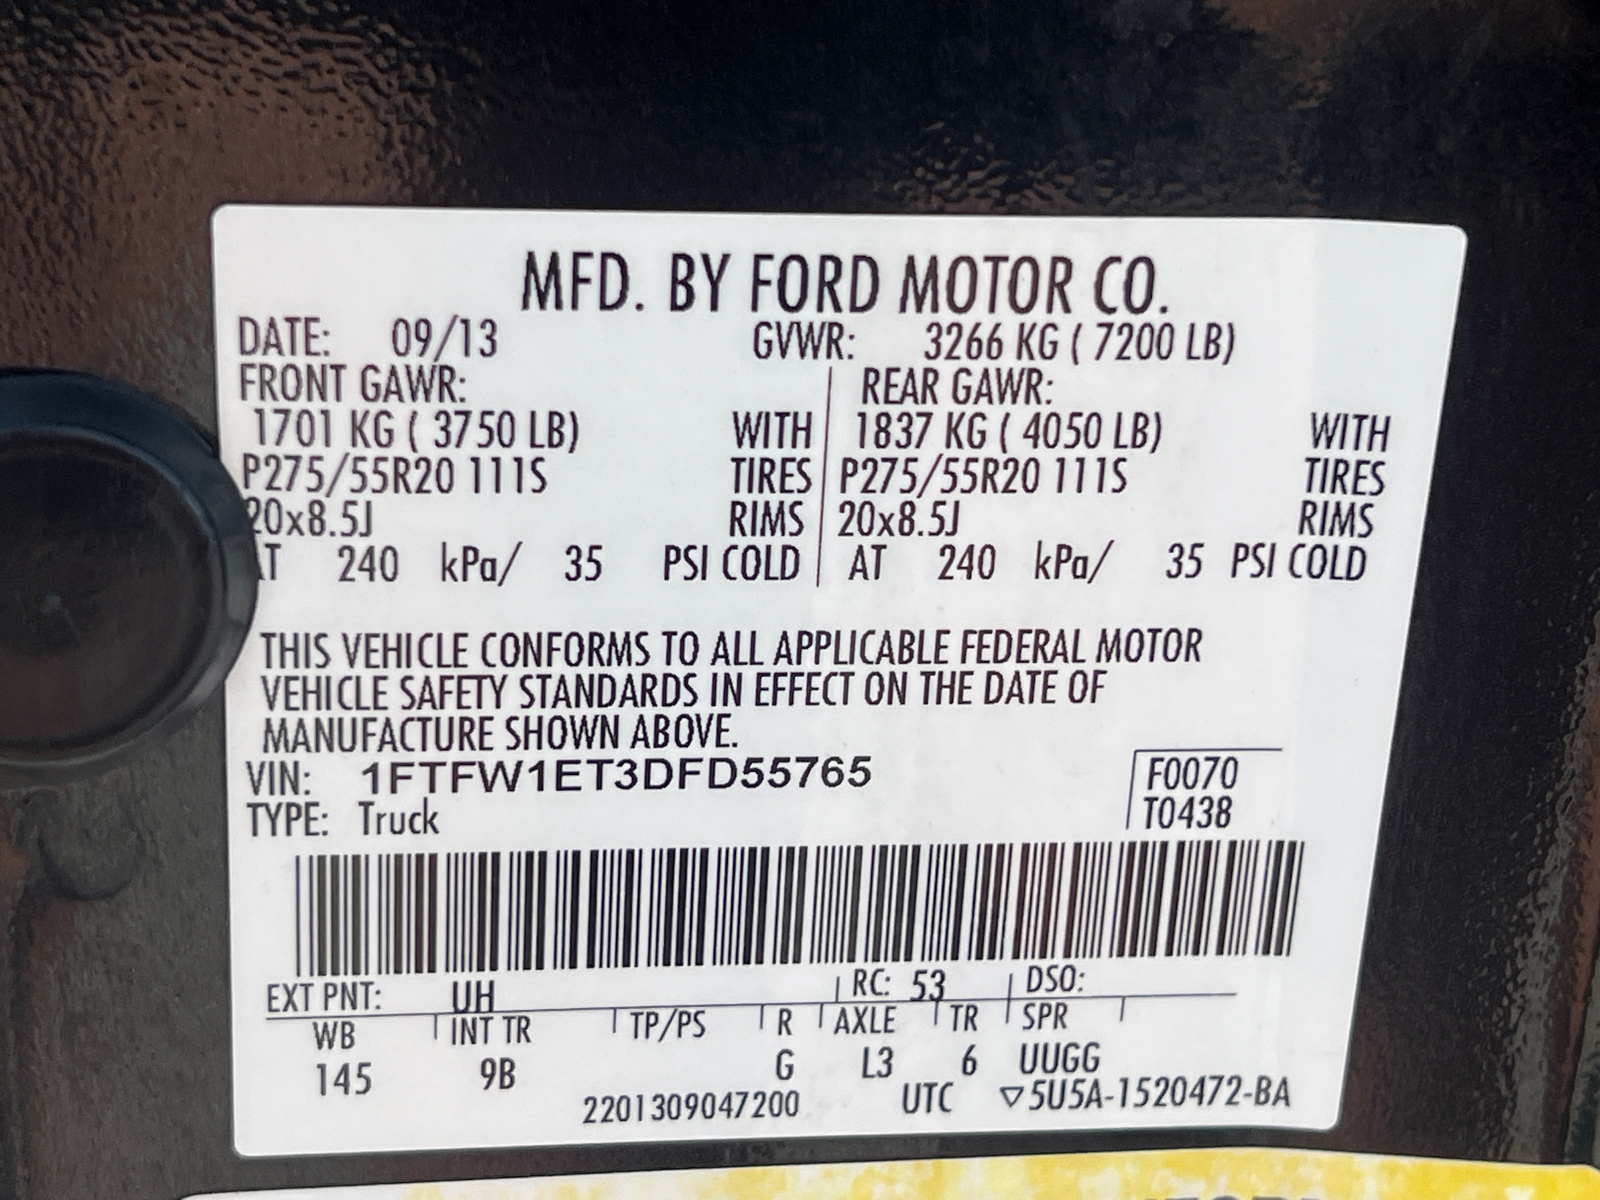 MFD. BY FORD MOTOR CO.
DATE: 09/13 GVWR: 3266 KG ( 7200 LB)
FRONT GAWR: REAR GAWR:
1701 KG ( 3750 LB) WITH 1837 KG ( 4050 LB) WITH
P275/55R20 111S TIRES P275/55R20 111S TIRES
20x8.5J RIMS 20x8.5J RIMS
AT 240 kPa/ 35 PSI COLD AT 240 kPa/ 35 PSI COLD
THIS VEHICLE CONFORMS TO ALL APPLICABLE FEDERAL MOTOR
VEHICLE SAFETY STANDARDS IN EFFECT ON THE DATE OF
MANUFACTURE SHOWN ABOVE.
VIN: 1FTFW1ET3DFD55765 F0070
TYPE: Truck T0438
EXT PNT: UH RC: 53 DSO:
WB INT TR TP/PS R AXLE TR SPR
145 9B G L3 6 UUGG
2201309047200 UTC ▽5U5A-1520472-BA